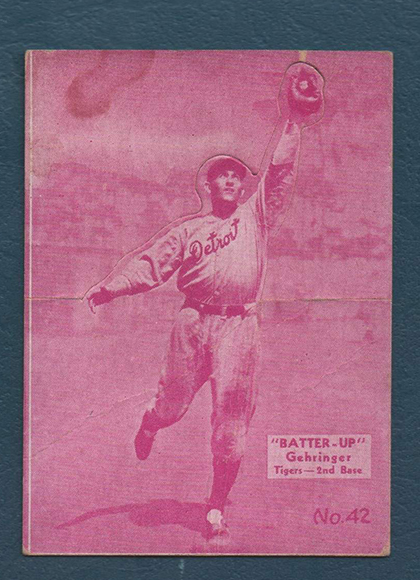 Detroit
"BATTER-UP"
Gehringer
Tigers—2nd Base
No. 42